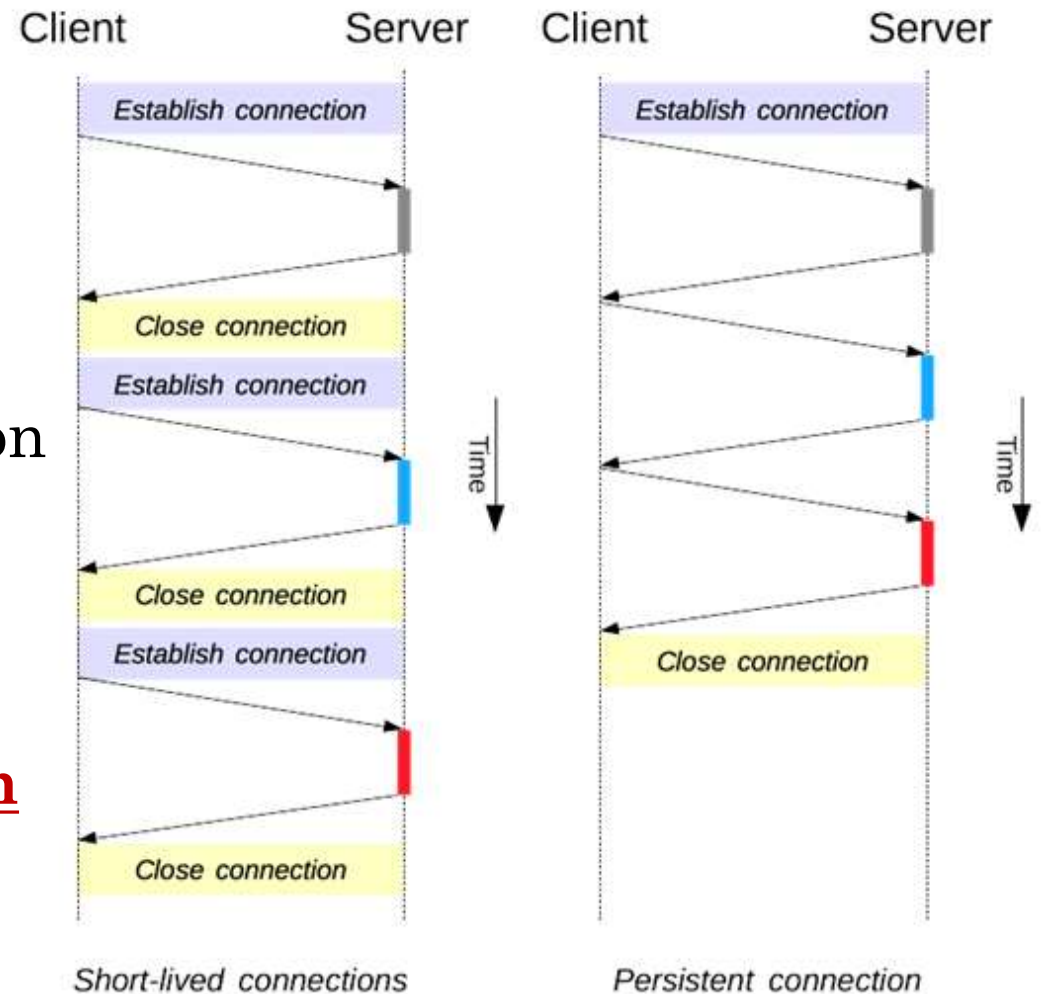 Client
Server
Client
Server
Establish connection
Close connection
Establish connection
on
Close connection
Establish connection
n
Close connection
Short-lived connections
Time
Establish connection
Close connection
Persistent connection
Time